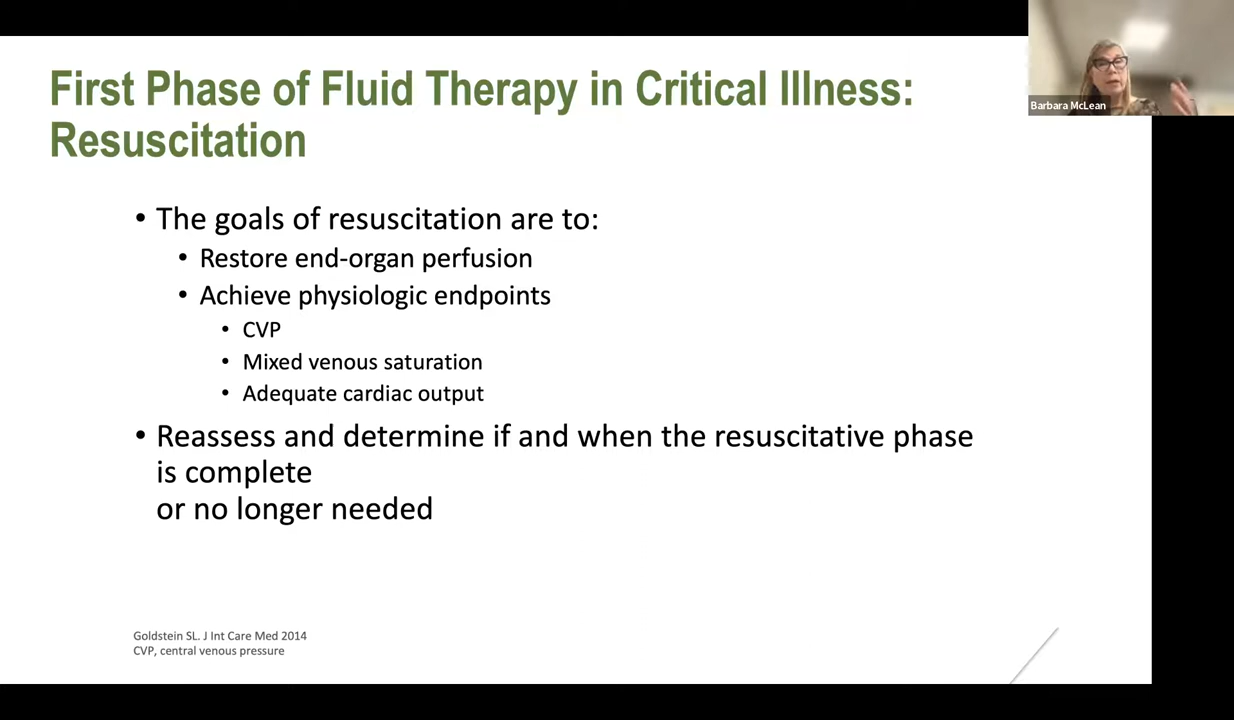 First Phase of Fluid Therapy in Critical Illness:
Resuscitation
Barbara McLean
• The goals of resuscitation are to:
• Restore end-organ perfusion
• Achieve physiologic endpoints
• CVP
• Mixed venous saturation
• Adequate cardiac output
• Reassess and determine if and when the resuscitative phase
is complete
or no longer needed
Goldstein SL. J Int Care Med 2014
CVP, central venous pressure